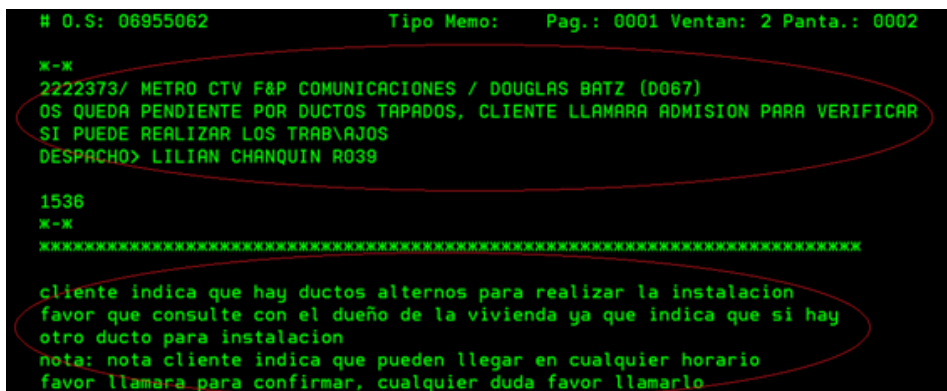 # O.S: 06955062 Tipo Memo: Pag.: 0001 Ventan: 2 Panta.: 0002
*-*
2222373/ METRO CTV F&P COMUNICACIONES / DOUGLAS BATZ (D067)
OS QUEDA PENDIENTE POR DUCTOS TAPADOS, CLIENTE LLAMARA ADMISION PARA VERIFICAR
SI PUEDE REALIZAR LOS TRAB\AJOS
DESPACHO> LILIAN CHANQUIN R039
1536
*-*
*************************************************************************
cliente indica que hay ductos alternos para realizar la instalacion
favor que consulte con el dueño de la vivienda ya que indica que si hay
otro ducto para instalacion
nota: nota cliente indica que pueden llegar en cualquier horario
favor llamara para confirmar, cualquier duda favor llamarlo